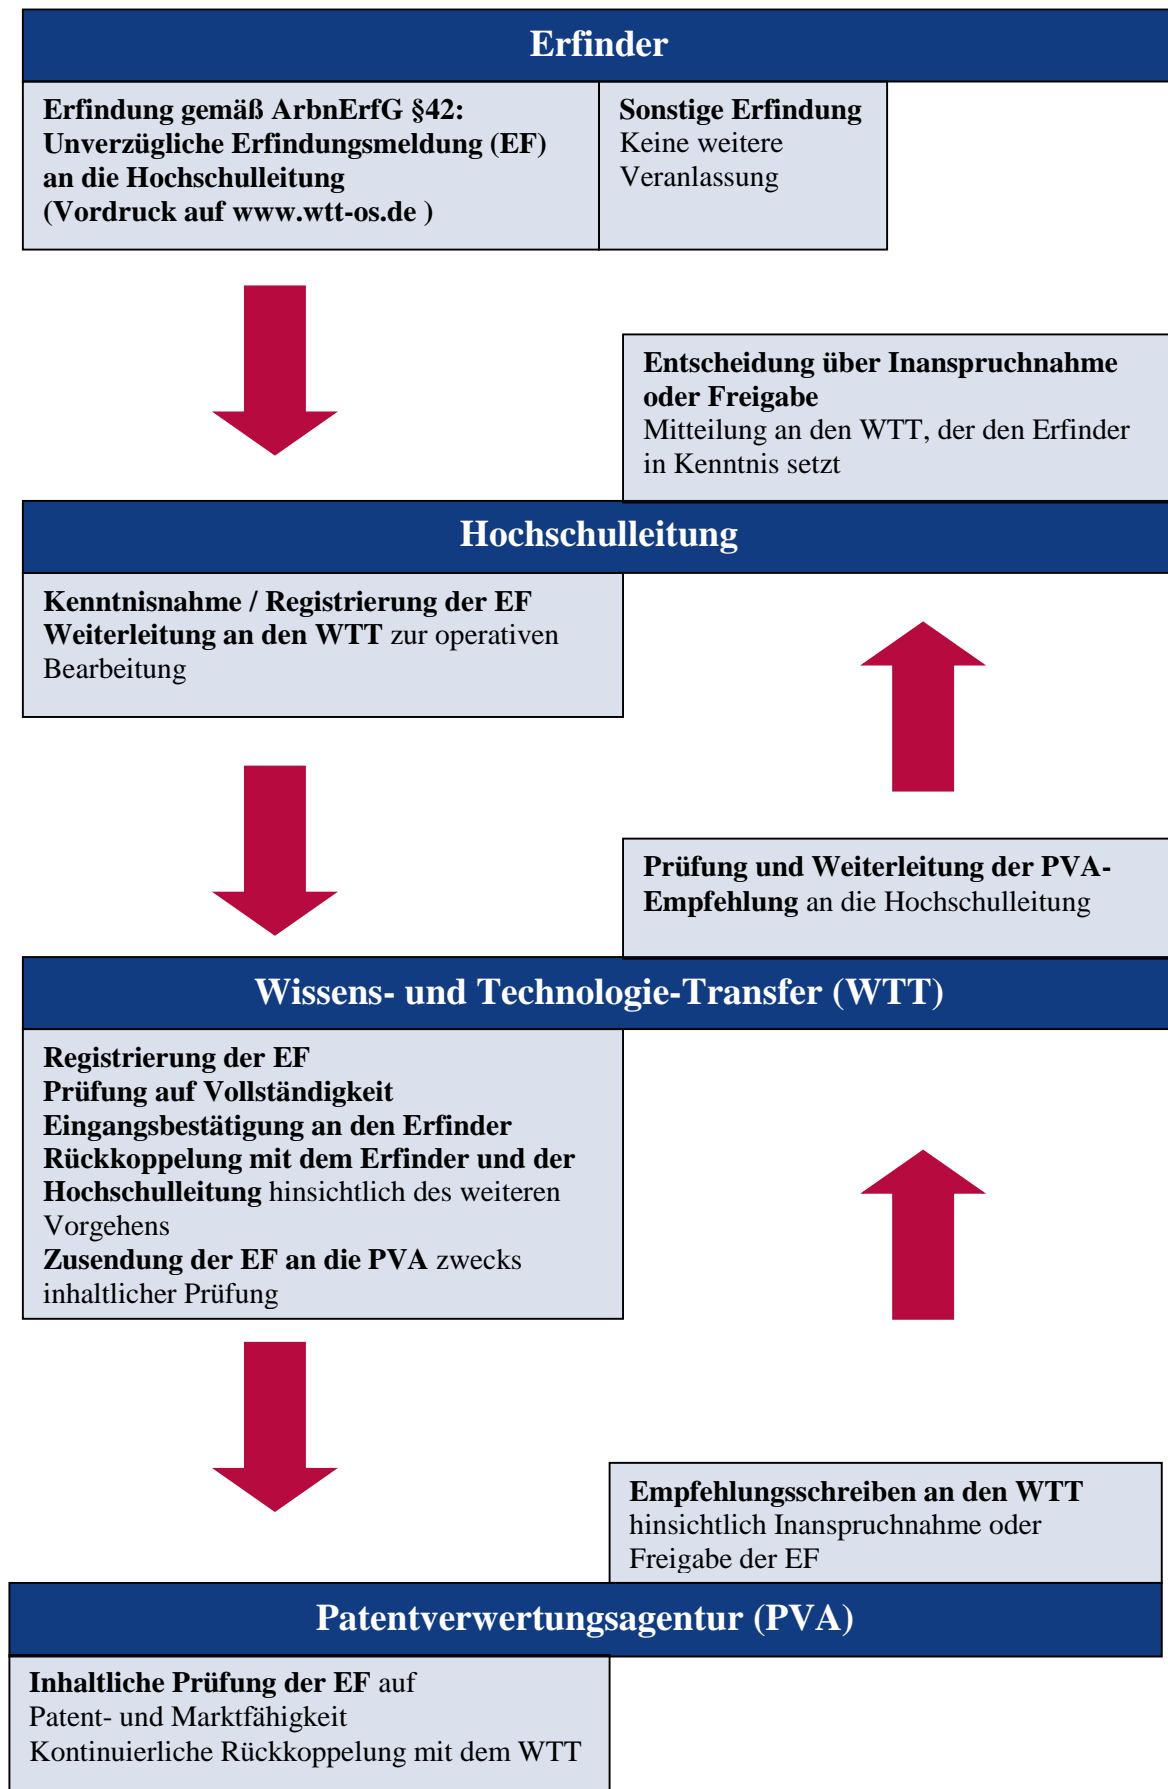 Erfinder
Erfindung gemäß ArbnErfG §42:
Unverzügliche Erfindungsmeldung (EF)
an die Hochschulleitung
(Vordruck auf www.wtt-os.de )
Sonstige Erfindung
Keine weitere
Veranlassung
Entscheidung über Inanspruchnahme
oder Freigabe
Mitteilung an den WTT, der den Erfinder
in Kenntnis setzt
Hochschulleitung
Kenntnisnahme / Registrierung der EF
Weiterleitung an den WTT zur operativen
Bearbeitung
Prüfung und Weiterleitung der PVA-
Empfehlung an die Hochschulleitung
Wissens- und Technologie-Transfer (WTT)
Registrierung der EF
Prüfung auf Vollständigkeit
Eingangsbestätigung an den Erfinder
Rückkoppelung mit dem Erfinder und der
Hochschulleitung hinsichtlich des weiteren
Vorgehens
Zusendung der EF an die PVA zwecks
inhaltlicher Prüfung
Empfehlungsschreiben an den WTT
hinsichtlich Inanspruchnahme oder
Freigabe der EF
Patentverwertungsagentur (PVA)
Inhaltliche Prüfung der EF auf
Patent- und Marktfähigkeit
Kontinuierliche Rückkoppelung mit dem WTT